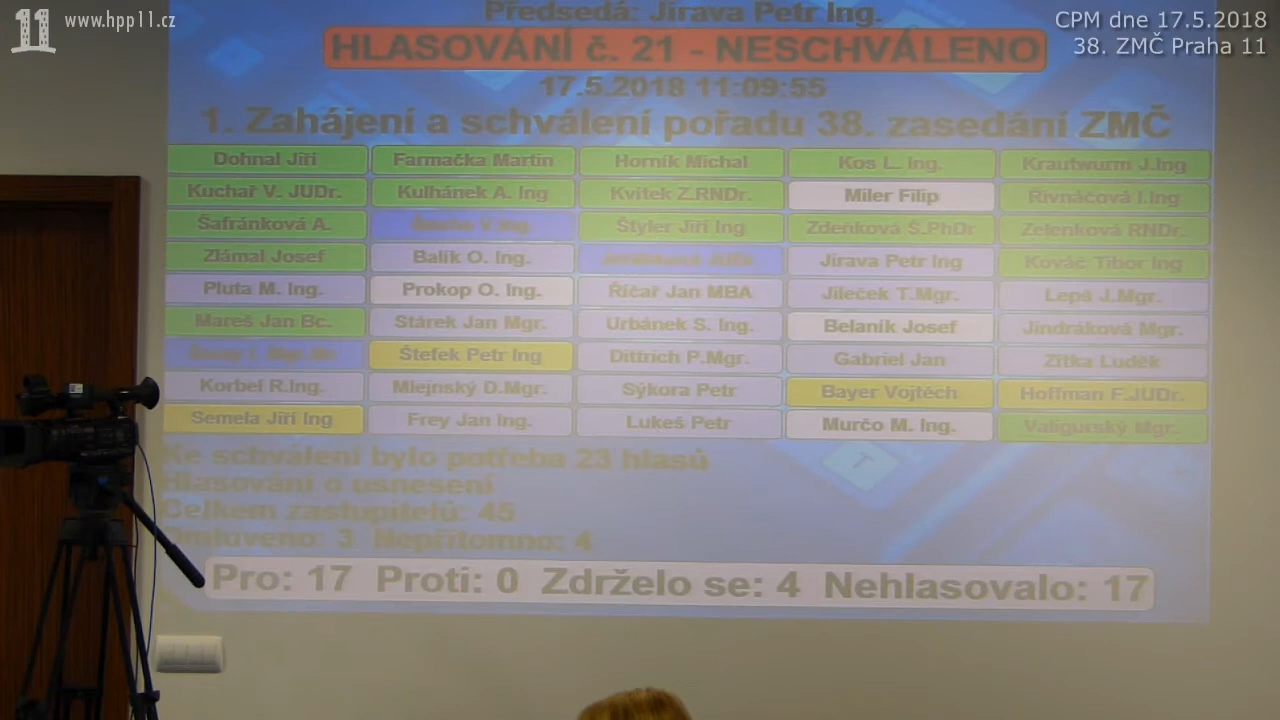 11 www.hpp11.cz
CPM dne 17.5.2018
38. ZMČ Praha 11
Předsedá: Jirava Petr Ing.
HLASOVÁNÍ č. 21 - NESCHVÁLENO
17.5.2018 11:09:55
1. Zahájení a schválení pořadu 38. zasedání ZMČ
Dohnal Jiří Farmačka Martin Horník Michal Kos L. Ing. Krautwurm J.Ing
Kuchař V. JUDr. Kulhánek A. Ing Kvítek Z.RNDr. Miler Filip Řivnáčová I.Ing
Šafránková A. Štyler Jiří Ing Zdeňková Š.PhDr Zelenková RNDr.
Zlámal Josef Balík O. Ing. Jirava Petr Ing Kováč Tibor Ing
Pluta M. Ing. Prokop O. Ing. Říčař Jan MBA Jileček T.Mgr. Lepš J.Mgr.
Mareš Jan Bc. Stárek Jan Mgr. Urbánek S. Ing. Belanik Josef Jindráková Mgr.
Štefek Petr Ing Dittrich P.Mgr. Gabriel Jan Zítka Luděk
Korbel R.Ing. Mlejnský D.Mgr. Sýkora Petr Bayer Vojtěch Hoffman F.JUDr.
Semela Jiří Ing Frey Jan Ing. Lukeš Petr Murčo M. Ing. Valigurský Mgr.
Ke schválení bylo potřeba 23 hlasů
Hlasování o usnesení
Celkem zastupitelů: 45
Omluveno: 3 Nepřítomno: 4
Pro: 17 Proti: 0 Zdrželo se: 4 Nehlasovalo: 17